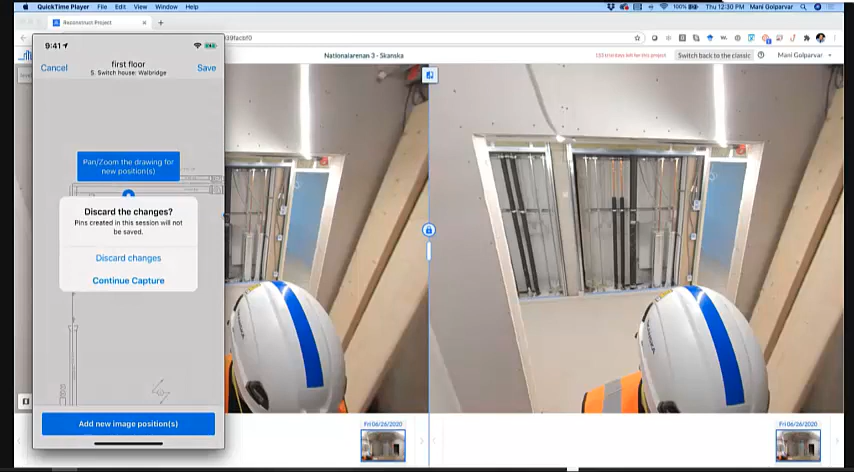 QuickTime Player File Edit View Window Help
100% Thu 12:30 PM Mani Golparvar
Reconstruct Project
39facbf0
Nationalarenan 3 - Skanska
Switch back to the classic
Mani Golparvar
9:41
Cancel
first floor
5. Switch house: Walbridge
Save
Pan/Zoom the drawing for
new position(s)
Discard the changes?
Pins created in this session will not
be saved.
Discard changes
Continue Capture
Add new image position(s)
Fri 06/26/2020
Fri 06/26/2020